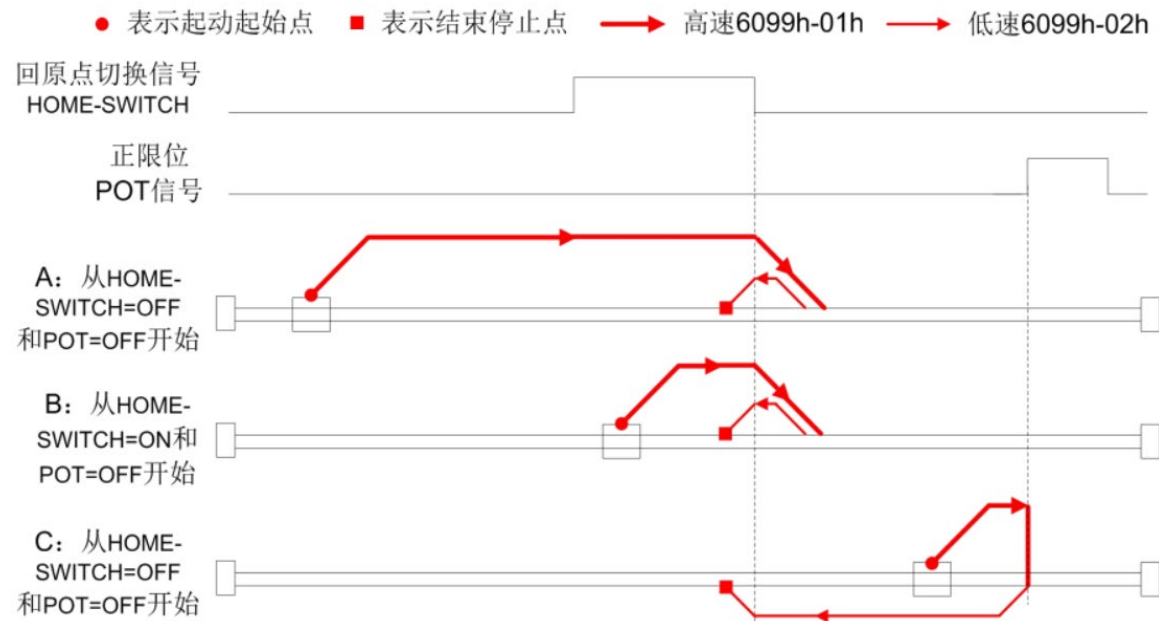 表示起动起始点 表示结束停止点 高速6099h-01h 低速6099h-02h
回原点切换信号
HOME-SWITCH
正限位
POT信号
A：从HOME-
SWITCH=OFF
和POT=OFF开始
B：从HOME-
SWITCH=ON和
POT=OFF开始
C：从HOME-
SWITCH=OFF
和POT=OFF开始